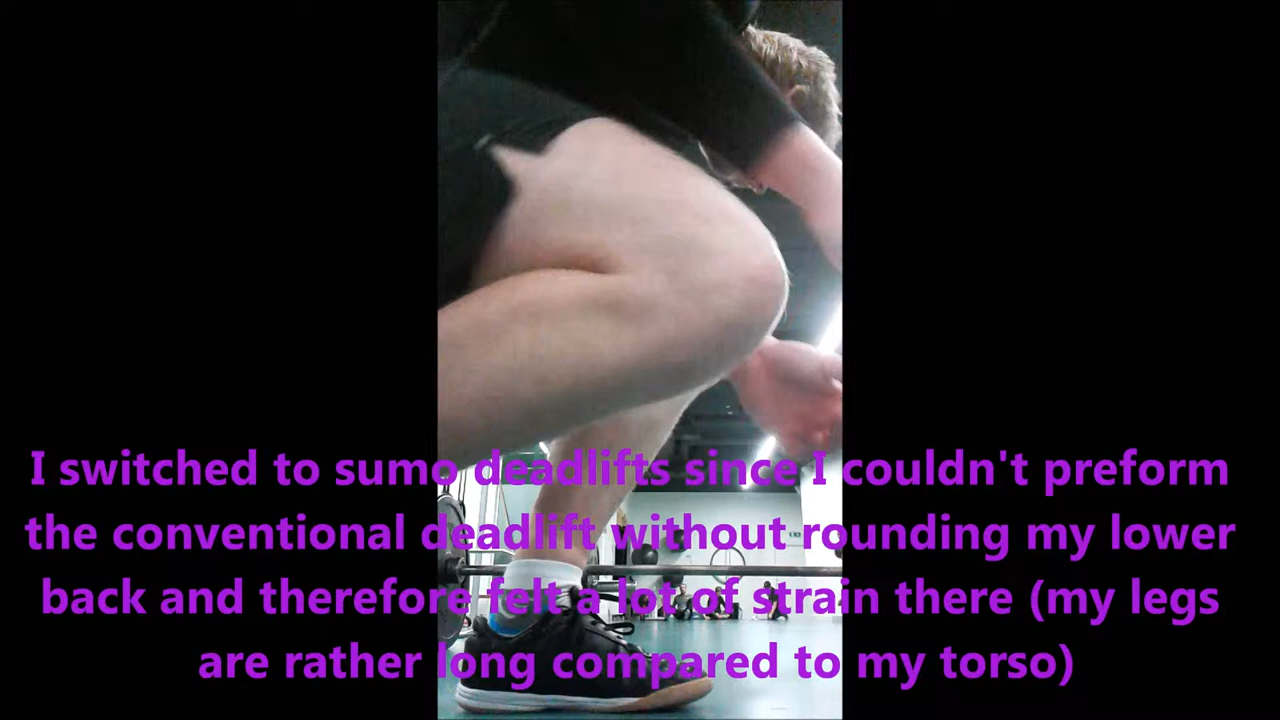 I switched to sumo deadlifts since I couldn't preform
the conventional deadlift without rounding my lower
back and therefore felt a lot of strain there (my legs
are rather long compared to my torso)